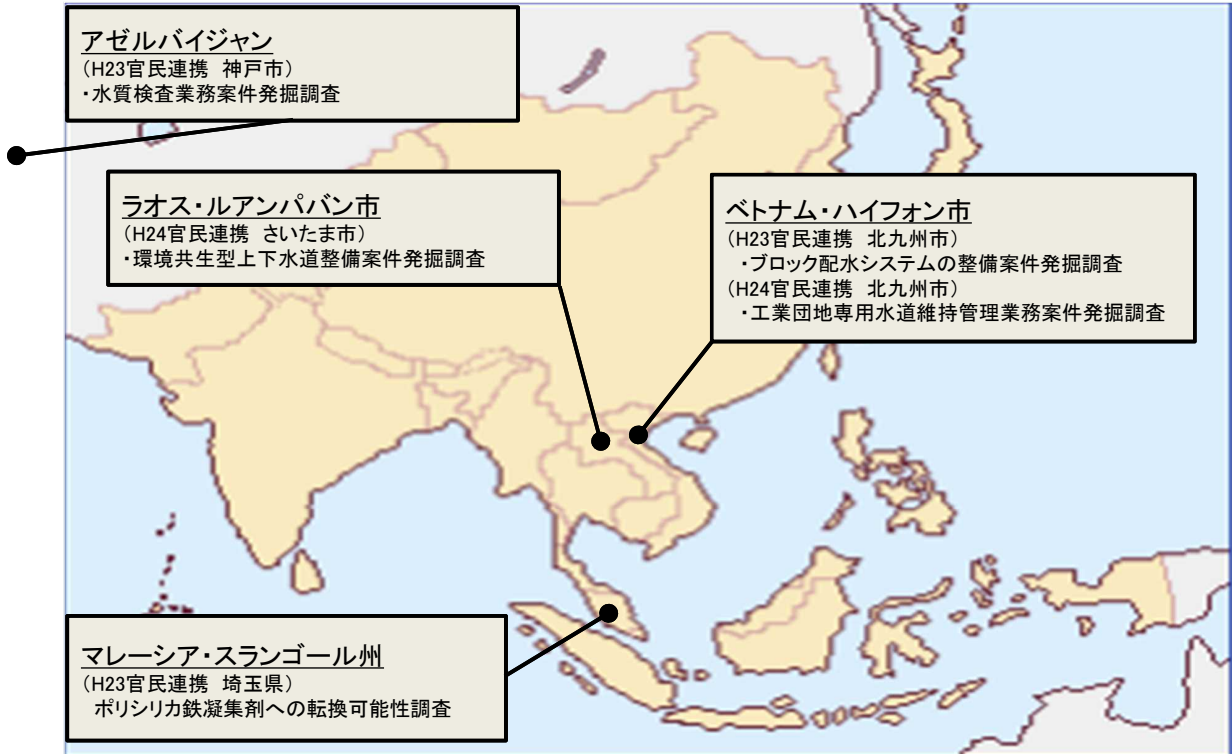 アゼルバイジャン
（H23官民連携 神戸市）
・水質検査業務案件発掘調査
ラオス・ルアンパバン市
（H24官民連携 さいたま市）
・環境共生型上下水道整備案件発掘調査
ベトナム・ハイフォン市
（H23官民連携 北九州市）
・ブロック配水システムの整備案件発掘調査
（H24官民連携 北九州市）
・工業団地専用水道維持管理業務案件発掘調査
マレーシア・スランゴール州
（H23官民連携 埼玉県）
ポリシリカ鉄凝集剤への転換可能性調査